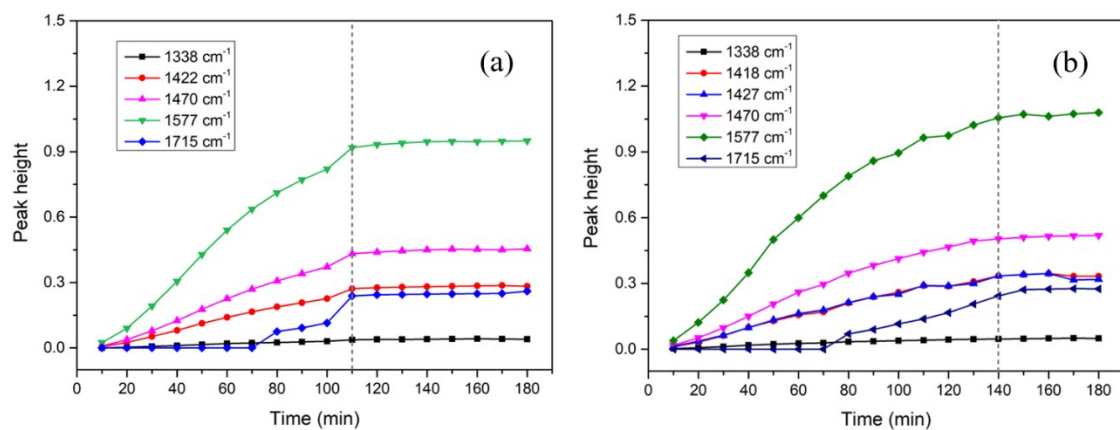 (a)
1338 cm⁻¹
1422 cm⁻¹
1470 cm⁻¹
1577 cm⁻¹
1715 cm⁻¹
Peak height
1.5
1.2
0.9
0.6
0.3
0.0
0 20 40 60 80 100 120 140 160 180
Time (min)
(b)
1338 cm⁻¹
1418 cm⁻¹
1427 cm⁻¹
1470 cm⁻¹
1577 cm⁻¹
1715 cm⁻¹
Peak height
1.5
1.2
0.9
0.6
0.3
0.0
0 20 40 60 80 100 120 140 160 180
Time (min)